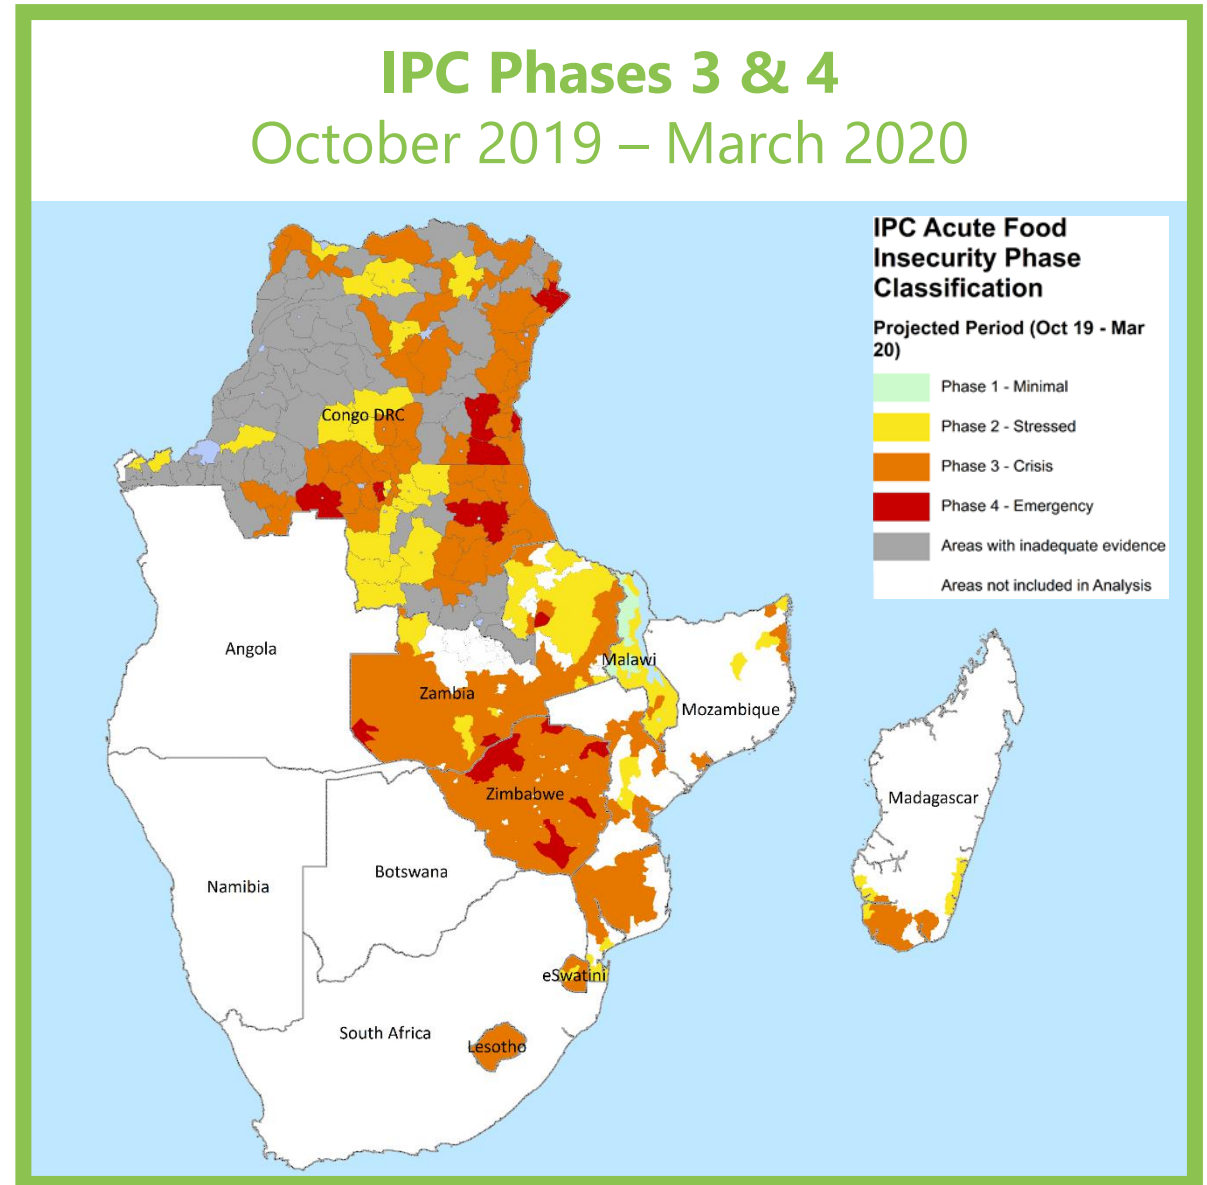 IPC Phases 3 & 4
October 2019 – March 2020
IPC Acute Food
Insecurity Phase
Classification
Projected Period (Oct 19 - Mar
20)
Phase 1 - Minimal
Phase 2 - Stressed
Phase 3 - Crisis
Phase 4 - Emergency
Areas with inadequate evidence
Areas not included in Analysis
Congo DRC
Angola
Malawi
Zambia
Mozambique
Zimbabwe
Madagascar
Botswana
Namibia
eSwatini
South Africa
Lesotho